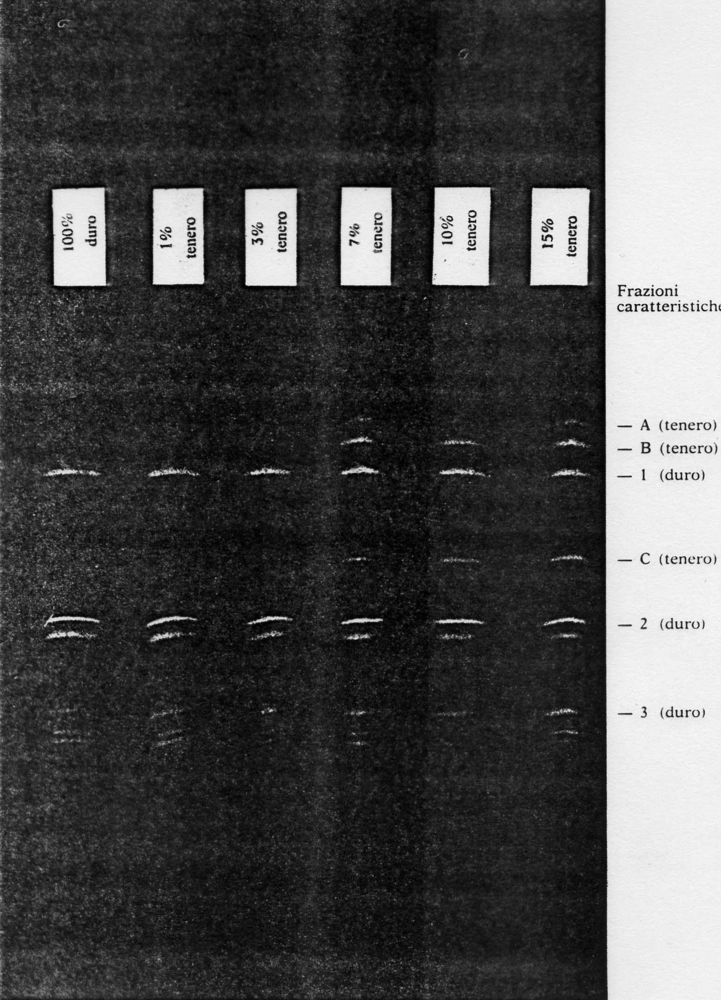 100%
duro
1%
tenero
3%
tenero
7%
tenero
10%
tenero
15%
tenero
Frazioni
caratteristiche
— A (tenero)
— B (tenero)
— 1 (duro)
— C (tenero)
— 2 (duro)
— 3 (duro)